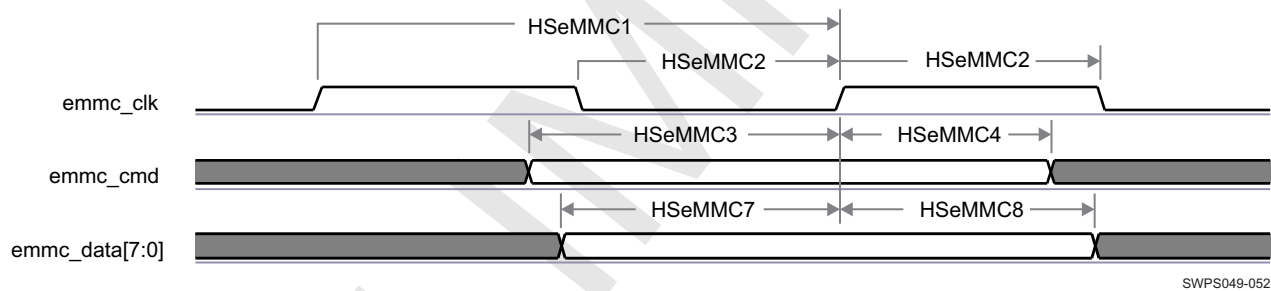 HSeMMC1
HSeMMC2 HSeMMC2
emmc_clk
HSeMMC3 HSeMMC4
emmc_cmd
HSeMMC7 HSeMMC8
emmc_data[7:0]
SWPS049-052